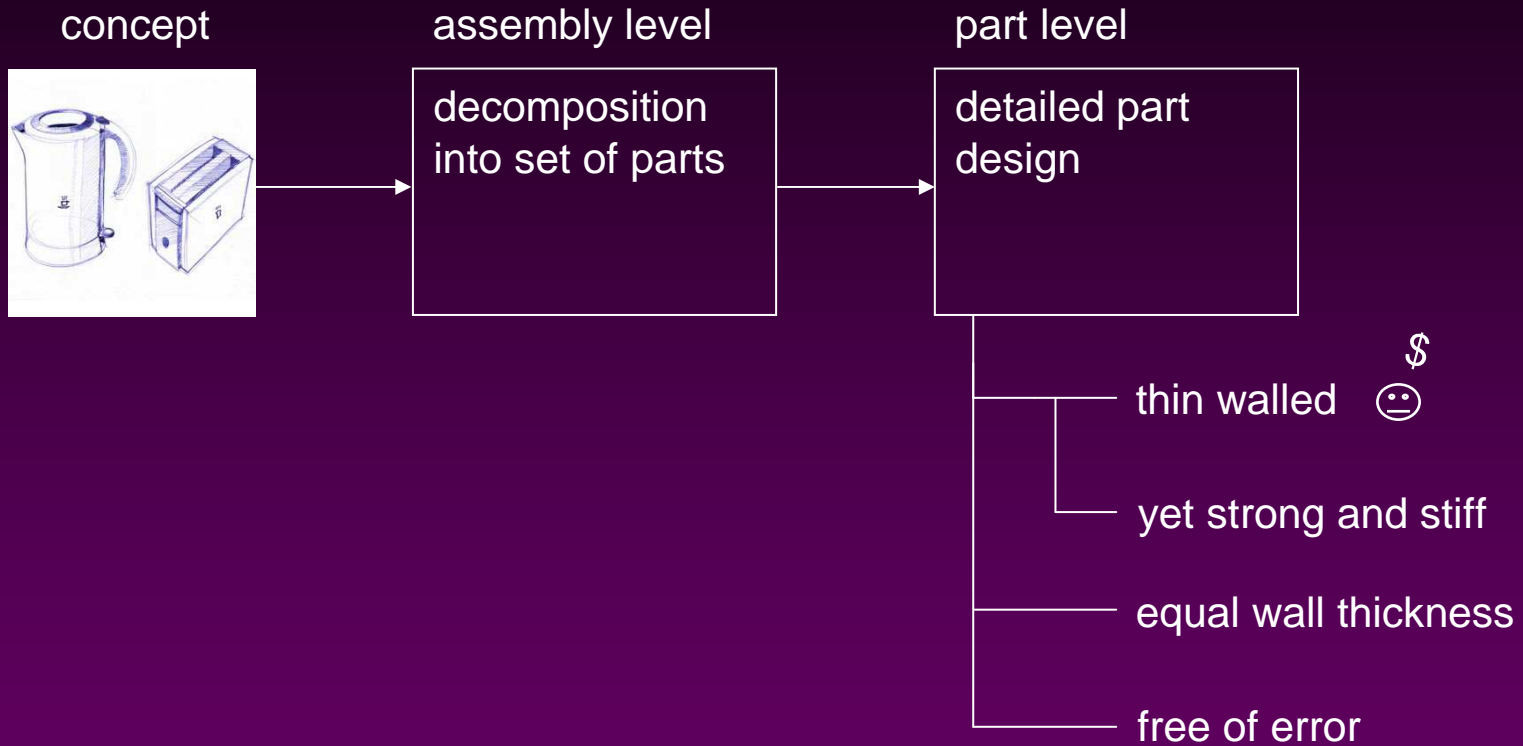 concept
assembly level
part level
decomposition
into set of parts
detailed part
design
$
thin walled
yet strong and stiff
equal wall thickness
free of error